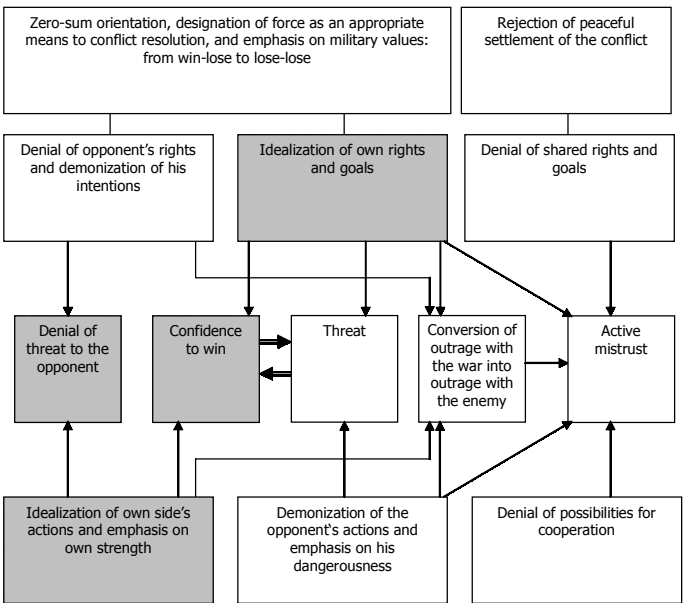 Zero-sum orientation, designation of force as an appropriate
means to conflict resolution, and emphasis on military values:
from win-lose to lose-lose
Rejection of peaceful
settlement of the conflict
Denial of opponent’s rights
and demonization of his
intentions
Idealization of own rights
and goals
Denial of shared rights and
goals
Denial of
threat to the
opponent
Confidence
to win
Threat
Conversion of
outrage with
the war into
outrage with
the enemy
Active
mistrust
Idealization of own side’s
actions and emphasis on
own strength
Demonization of the
opponent‘s actions and
emphasis on his
dangerousness
Denial of possibilities for
cooperation